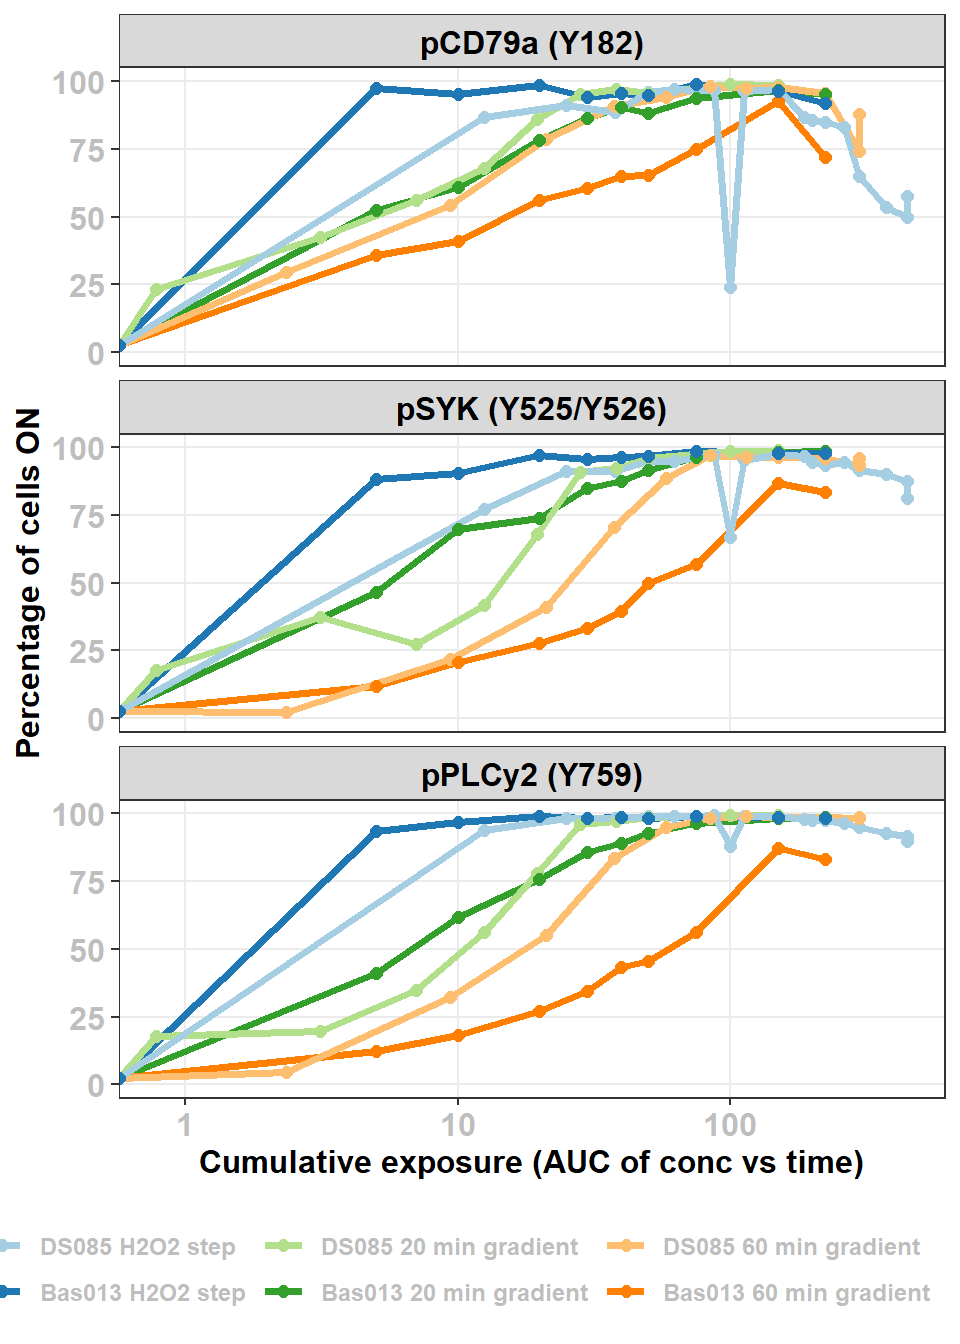 pCD79a (Y182)
100
75
50
25
0
pSYK (Y525/Y526)
100
75
50
25
0
Percentage of cells ON
pPLCy2 (Y759)
100
75
50
25
0
1 10 100
Cumulative exposure (AUC of conc vs time)
DS085 H2O2 step DS085 20 min gradient DS085 60 min gradient
Bas013 H2O2 step Bas013 20 min gradient Bas013 60 min gradient